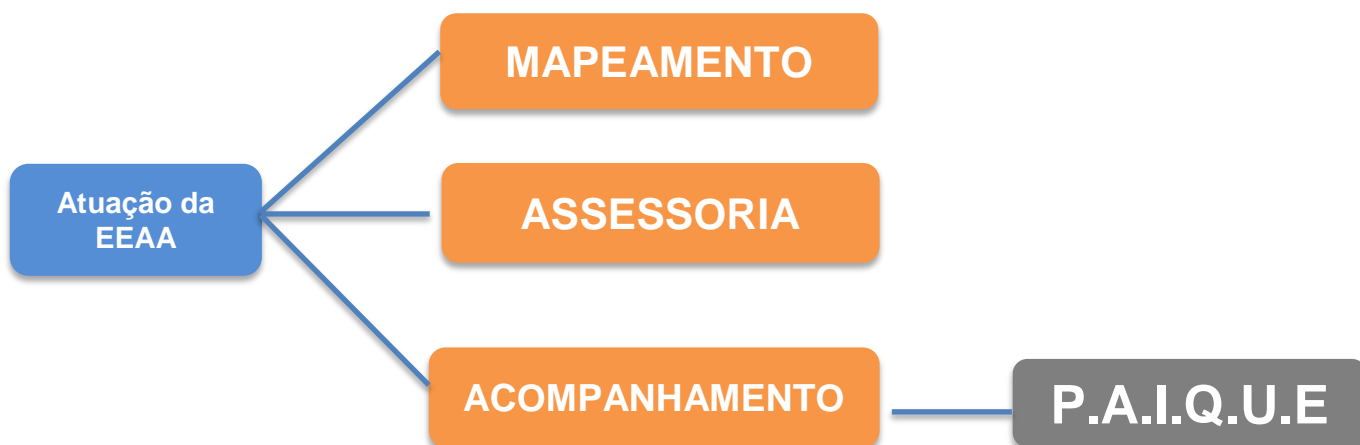 MAPEAMENTO
Atuação da
EEAA
ASSESSORIA
ACOMPANHAMENTO
P.A.I.Q.U.E